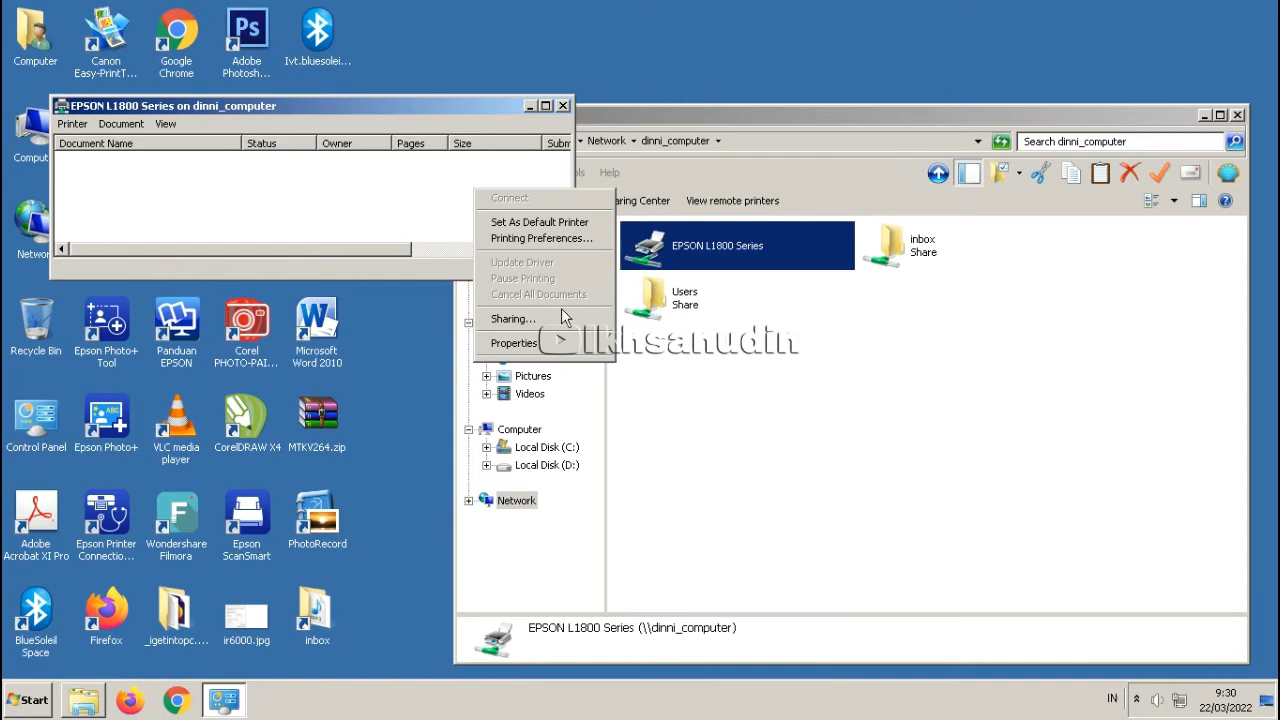 Computer
Canon
Easy-PrintT...
Google
Chrome
Adobe
Photosh...
Ivt.bluesolei...
EPSON L1800 Series on dinni_computer
Printer
Document
View
Document Name
Status
Owner
Pages
Size
Subm
Network
dinni_computer
Search dinni_computer
Help
aring Center
View remote printers
Connect
Set As Default Printer
Printing Preferences...
Update Driver
Pause Printing
Cancel All Documents
Sharing...
Properties
EPSON L1800 Series
inbox
Share
Users
Share
Ikhsanudin
Pictures
Videos
Computer
Local Disk (C:)
Local Disk (D:)
Network
EPSON L1800 Series (\\dinni_computer)
Recycle Bin
Epson Photo+
Tool
Panduan
EPSON
Corel
PHOTO-PAI...
Microsoft
Word 2010
Control Panel
Epson Photo+
VLC media
player
CorelDRAW X4
MTKV264.zip
Adobe
Acrobat XI Pro
Epson Printer
Connectio...
Wondershare
Filmora
Epson
ScanSmart
PhotoRecord
BlueSoleil
Space
Firefox
_igetintopc....
ir6000.jpg
inbox
Start
IN
9:30
22/03/2022